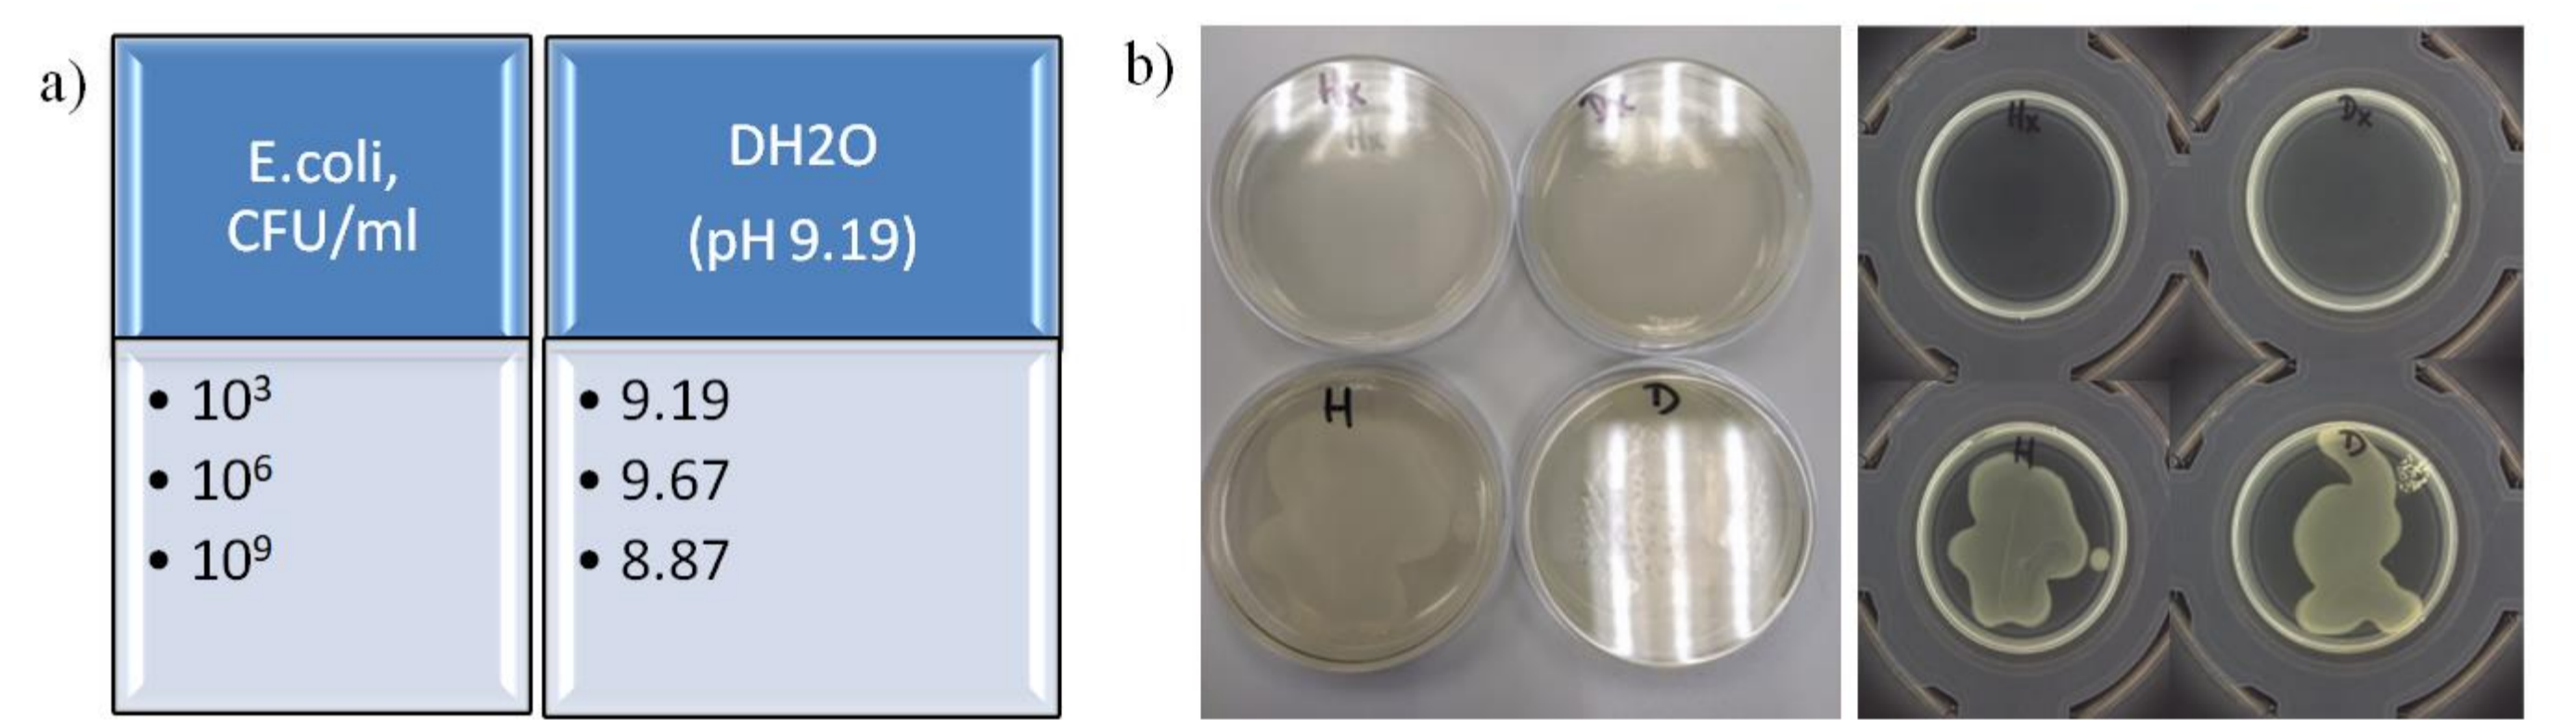 a)
E.coli,
CFU/ml
DH2O
(pH 9.19)
• 10³
• 10⁶
• 10⁹
• 9.19
• 9.67
• 8.87
b)
Hx
Hx
Dx
H
D
Hx
Dx
H
D